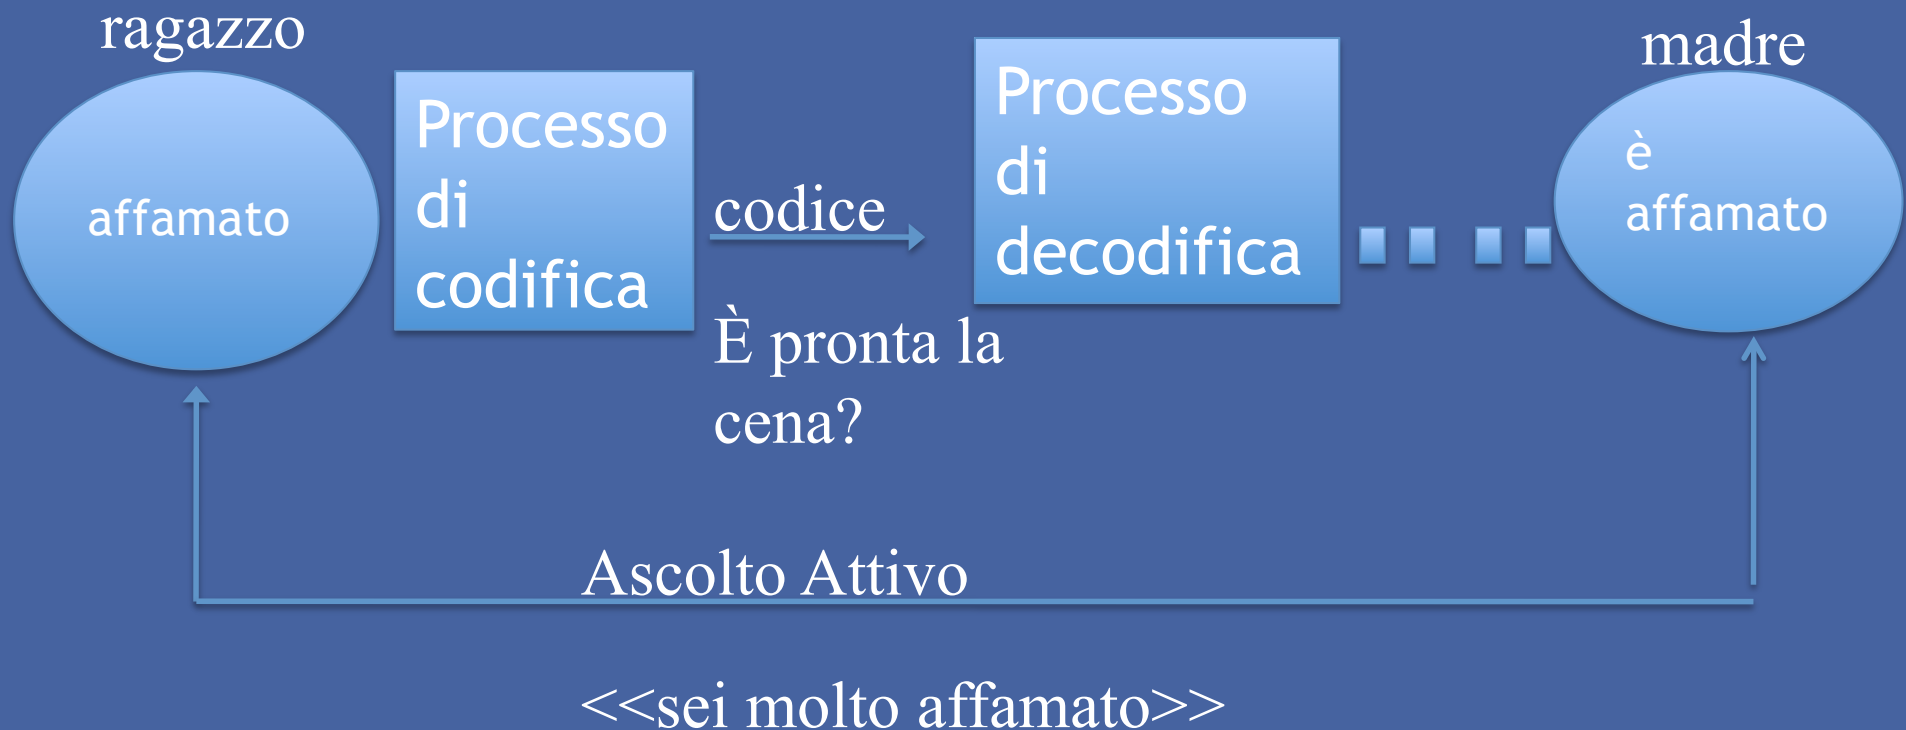 ragazzo
affamato
Processo
di
codifica
codice
È pronta la
cena?
Processo
di
decodifica
madre
è
affamato
Ascolto Attivo
<<sei molto affamato>>